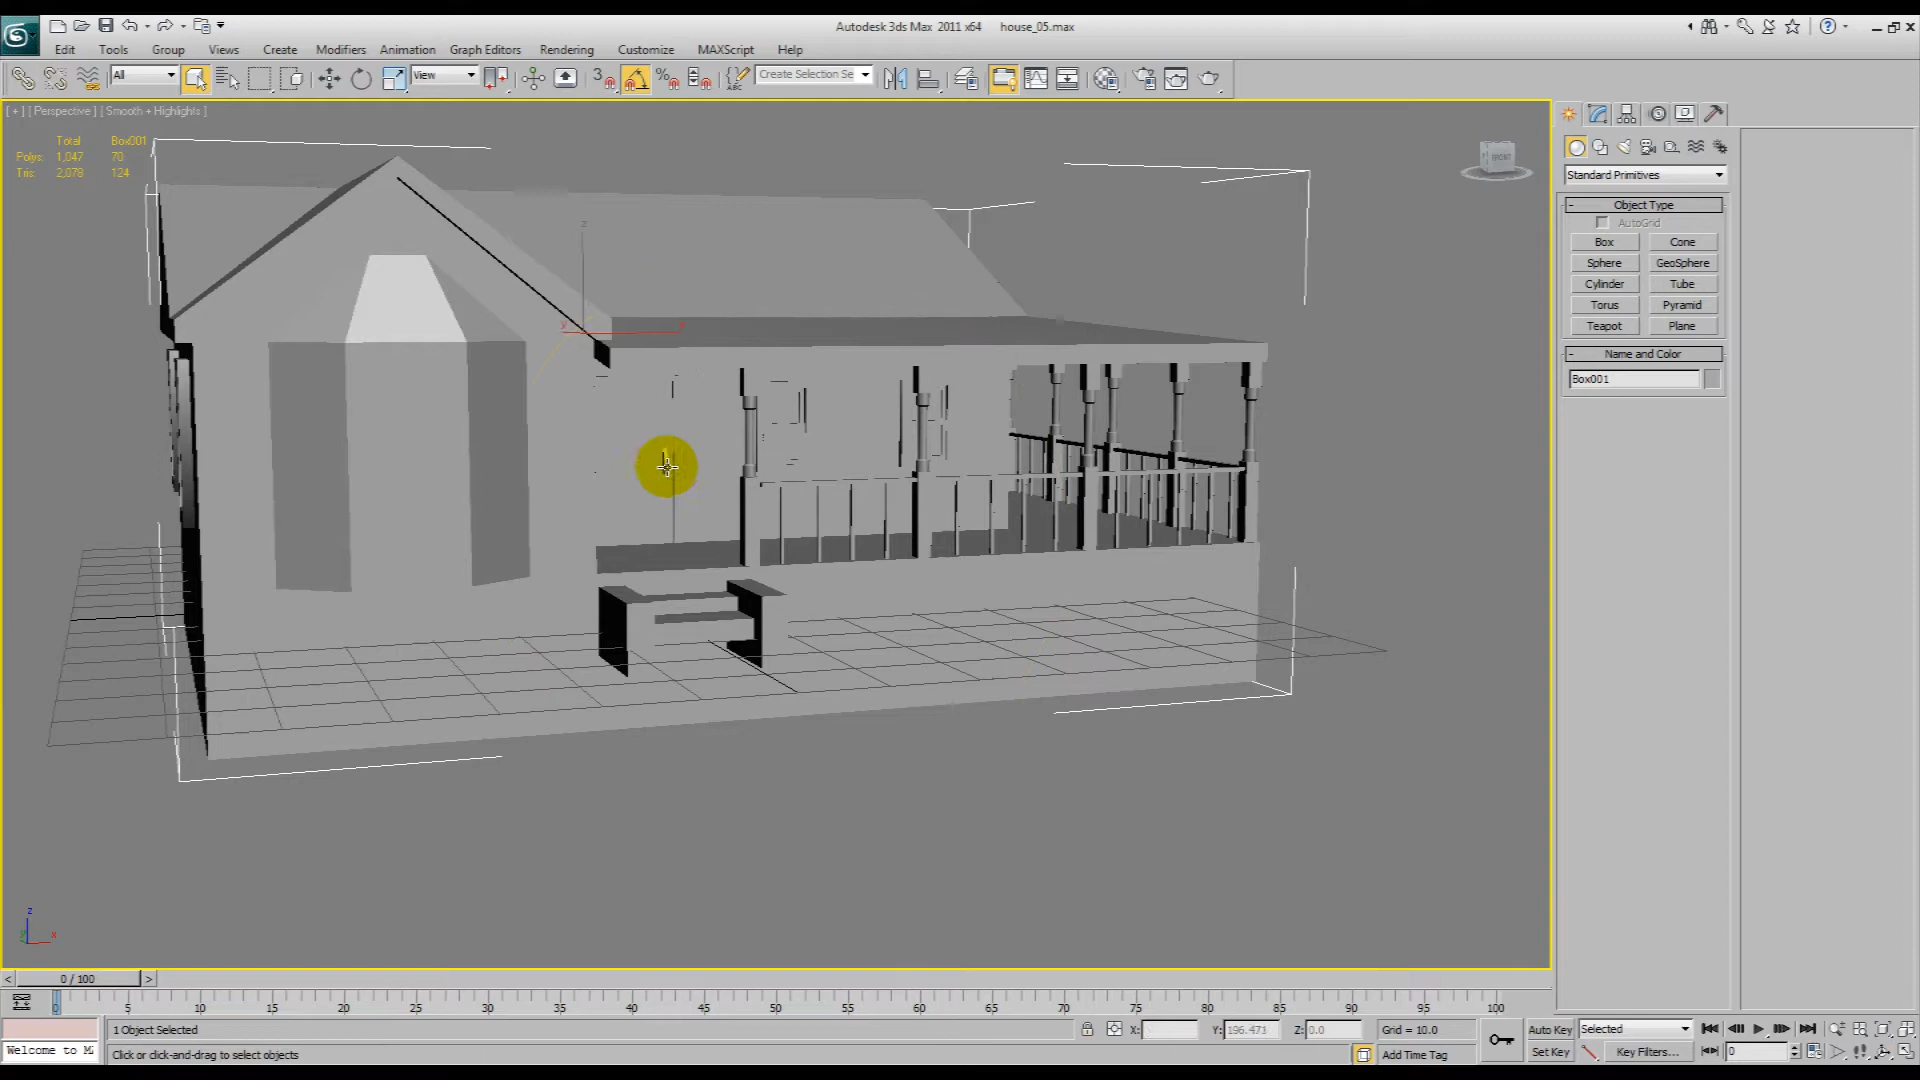 Autodesk 3ds Max 2011 x64 house_05.max
Edit Tools Group Views Create Modifiers Animation Graph Editors Rendering Customize MAXScript Help
All View Create Selection Se
[ + ] [ Perspective ] [ Smooth + Highlights ]
Total Box001
Polys: 1,047 70
Tris: 2,078 124
FRONT
Standard Primitives
Object Type
AutoGrid
Box Cone
Sphere GeoSphere
Cylinder Tube
Torus Pyramid
Teapot Plane
Name and Color
Box001
z
x
z
x
0 / 100
0 5 10 15 20 25 30 35 40 45 50 55 60 65 70 75 80 85 90 95 100
1 Object Selected X: Y: 196.473 Z: 0.0 Grid = 10.0 Auto Key Selected
Welcome to M
Click or click-and-drag to select objects Add Time Tag Set Key Key Filters... 0